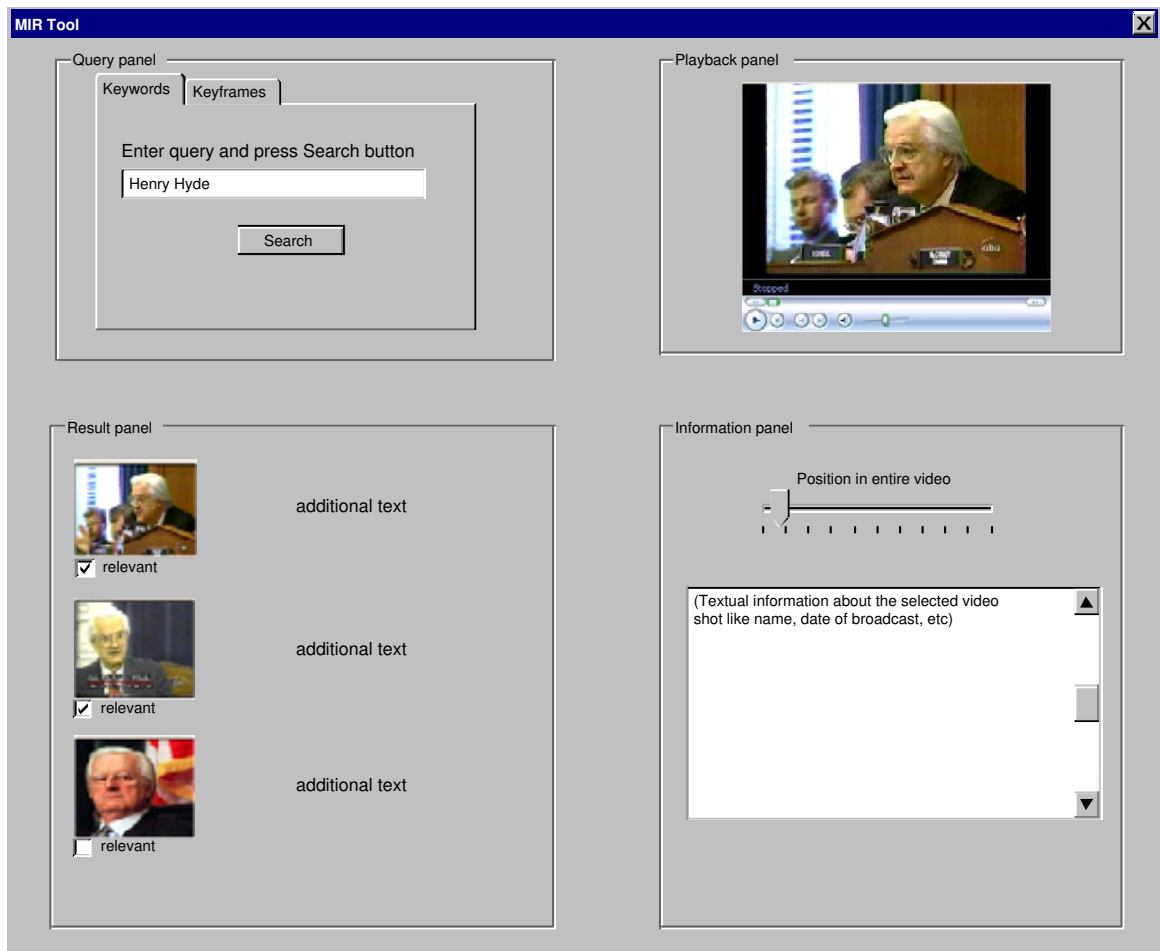 MIR Tool
Query panel
Keywords
Keyframes
Enter query and press Search button
Henry Hyde
Search
Playback panel
abc
Stopped
Result panel
additional text
relevant
additional text
relevant
additional text
relevant
Information panel
Position in entire video
(Textual information about the selected video
shot like name, date of broadcast, etc)